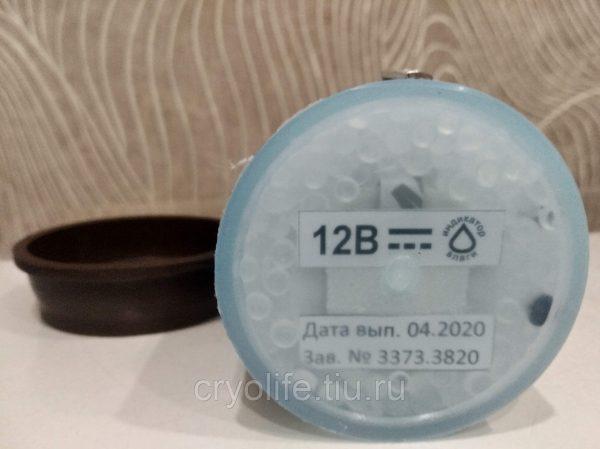 12В
индикатор
влаги
Дата вып. 04.2020
Зав. № 3373.3820
cryolife.tiu.ru